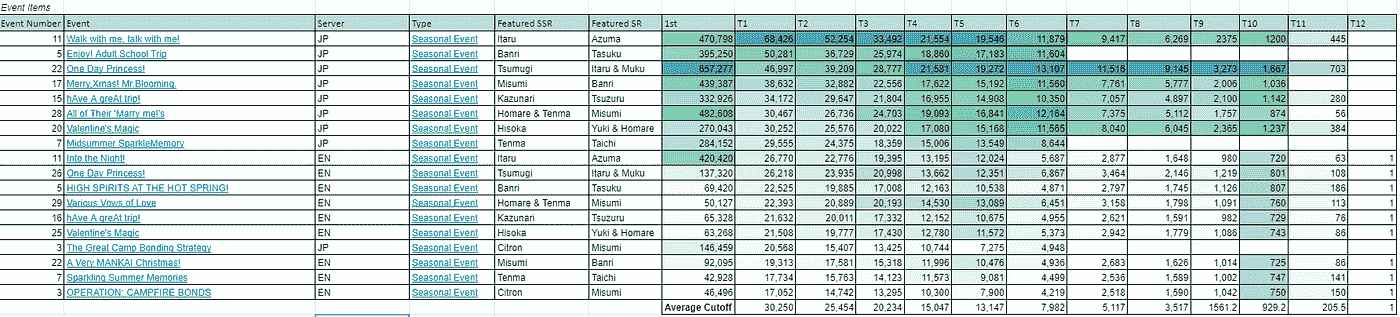 Event Items
Event Number Event Server Type Featured SSR Featured SR 1st T1 T2 T3 T4 T5 T6 T7 T8 T9 T10 T11 T12
11 Walk with me, talk with me! JP Seasonal Event Itaru Azuma 470,798 68,426 52,254 33,492 21,554 19,546 11,879 9,417 6,269 2375 1200 445
5 Enjoy! Adult School Trip JP Seasonal Event Banri Tasuku 395,250 50,281 36,729 25,974 18,860 17,183 11,604
22 One Day Princess! JP Seasonal Event Tsumugi Itaru & Muku 657,277 46,997 39,209 28,777 21,581 19,272 13,107 11,516 9,145 3,273 1,667 703
17 Merry.Xmas! Mr.Blooming. JP Seasonal Event Misumi Banri 439,387 38,632 32,882 22,556 17,622 15,192 11,560 7,761 5,777 2,006 1,036
15 hAve A greAt trip! JP Seasonal Event Kazunari Tsuzuru 332,926 34,172 29,647 21,804 16,955 14,908 10,350 7,057 4,897 2,100 1,142 280
28 All of Their 'Marry me!'s JP Seasonal Event Homare & Tenma Misumi 482,608 30,467 26,736 24,703 19,093 16,841 12,164 7,375 5,112 1,757 874 56
20 Valentine's Magic JP Seasonal Event Hisoka Yuki & Homare 270,043 30,252 25,576 20,022 17,080 15,168 11,565 8,040 6,045 2,365 1,237 384
7 Midsummer SparkleMemory JP Seasonal Event Tenma Taichi 284,152 29,555 24,375 18,359 15,006 13,549 8,644
11 Into the Night! EN Seasonal Event Itaru Azuma 420,420 26,770 22,776 19,395 13,195 12,024 5,687 2,877 1,648 980 720 63 1
26 One Day Princess! EN Seasonal Event Tsumugi Itaru & Muku 137,320 26,218 23,935 20,998 13,662 12,351 6,867 3,464 2,146 1,219 801 108 1
5 HIGH SPIRITS AT THE HOT SPRING! EN Seasonal Event Banri Tasuku 69,420 22,525 19,885 17,008 12,163 10,538 4,871 2,797 1,745 1,126 807 186 1
29 Various Vows of Love EN Seasonal Event Homare & Tenma Misumi 50,127 22,393 20,889 20,193 14,530 13,089 6,451 3,158 1,798 1,091 760 113 1
16 hAve A greAt trip! EN Seasonal Event Kazunari Tsuzuru 65,328 21,632 20,011 17,332 12,152 10,675 4,955 2,621 1,591 982 729 76 1
25 Valentine's Magic EN Seasonal Event Hisoka Yuki & Homare 63,268 21,508 19,777 17,430 12,780 11,572 5,373 2,942 1,779 1,086 743 86 1
3 The Great Camp Bonding Strategy JP Seasonal Event Citron Misumi 146,459 20,568 15,407 13,425 10,744 7,275 4,948
22 A Very MANKAI Christmas! EN Seasonal Event Misumi Banri 92,095 19,313 17,581 15,318 11,996 10,476 4,936 2,683 1,626 1,014 725 86 1
7 Sparkling Summer Memories EN Seasonal Event Tenma Taichi 42,928 17,734 15,763 14,123 11,573 9,081 4,499 2,536 1,589 1,002 747 141 1
3 OPERATION: CAMPFIRE BONDS EN Seasonal Event Citron Misumi 46,496 17,052 14,742 13,295 10,300 7,900 4,219 2,518 1,590 1,042 750 150 1
Average Cutoff 30,250 25,454 20,234 15,047 13,147 7,982 5,117 3,517 1561.2 929.2 205.5 1